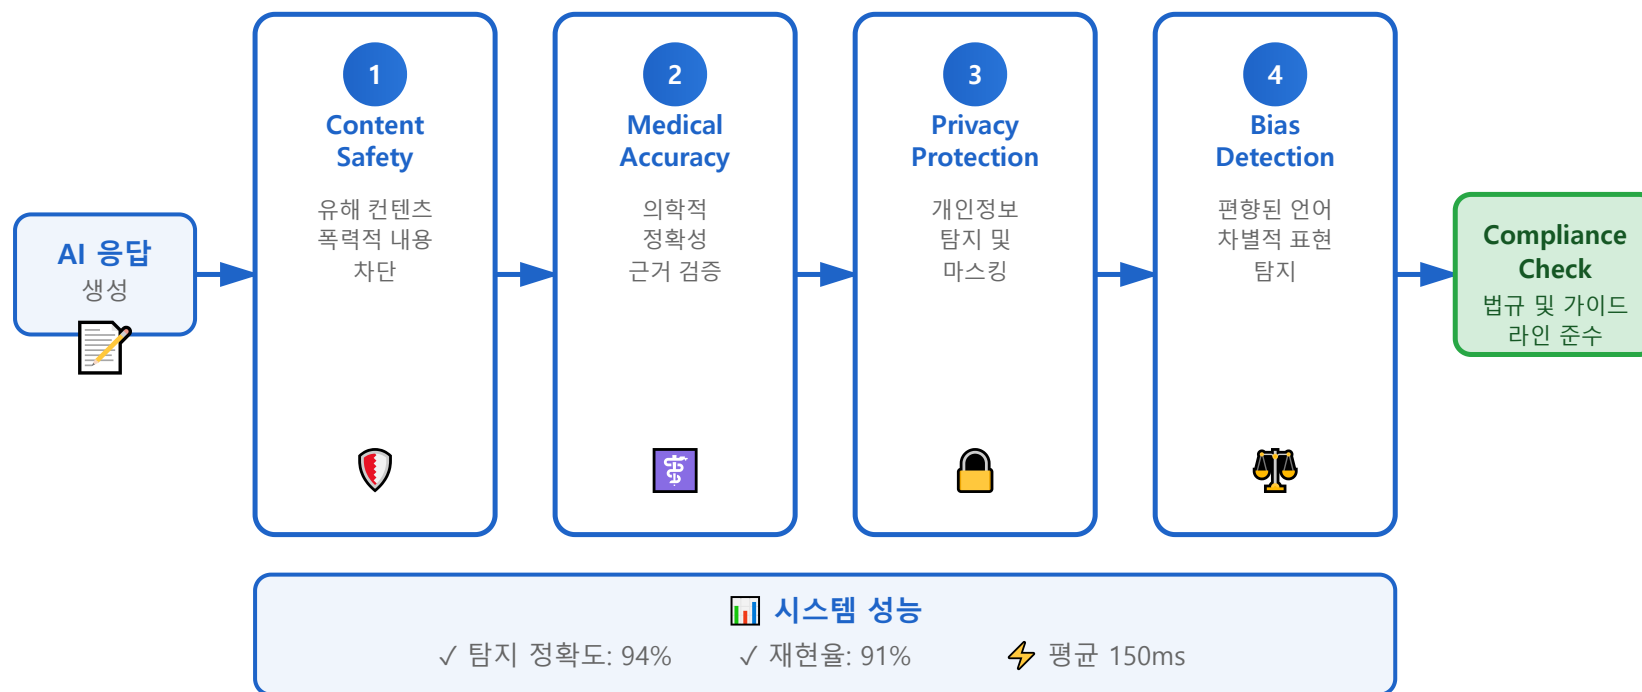 AI 응답
생성
1
Content
Safety
유해 컨텐츠
폭력적 내용
차단
2
Medical
Accuracy
의학적
정확성
근거 검증
3
Privacy
Protection
개인정보
탐지 및
마스킹
4
Bias
Detection
편향된 언어
차별적 표현
탐지
Compliance
Check
법규 및 가이드
라인 준수
📊 시스템 성능
✓ 탐지 정확도: 94% ✓ 재현율: 91% ⚡ 평균 150ms